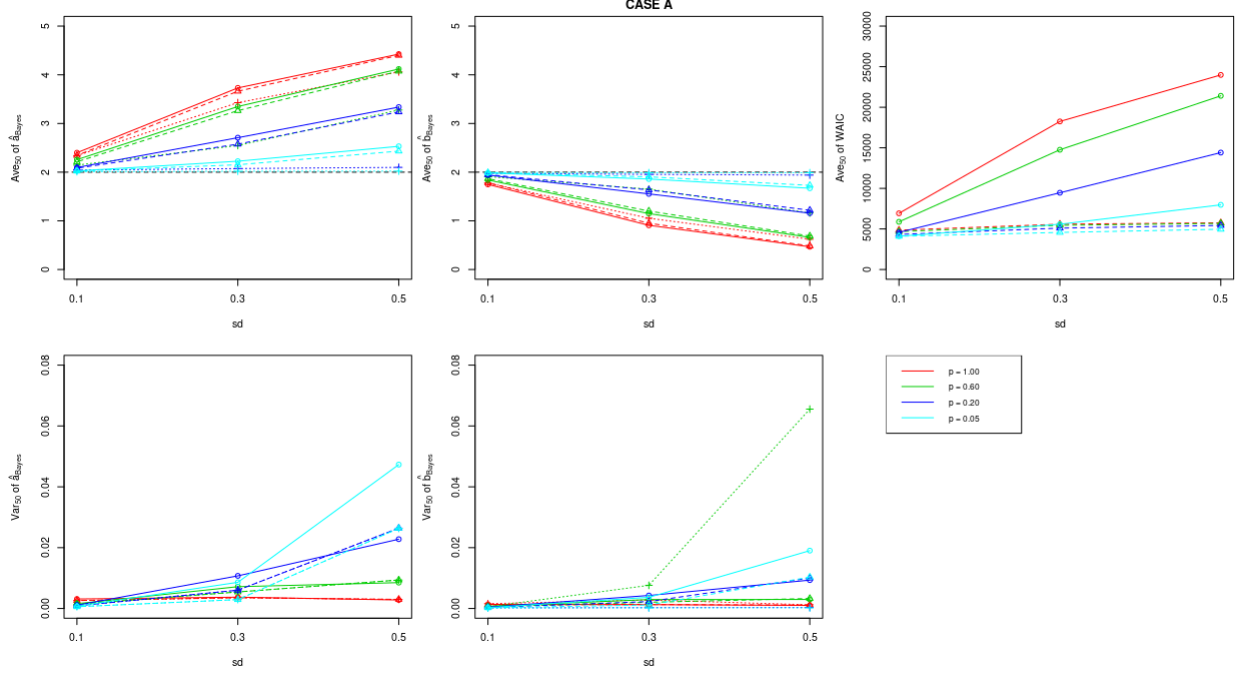 CASE A
Ave50 of âBayes
0 1 2 3 4 5
0.1 0.3 0.5
sd
Ave50 of b̂Bayes
0 1 2 3 4 5
0.1 0.3 0.5
sd
Ave50 of WAIC
0 5000 10000 15000 20000 25000 30000
0.1 0.3 0.5
sd
Var50 of âBayes
0.00 0.02 0.04 0.06 0.08
0.1 0.3 0.5
sd
Var50 of b̂Bayes
0.00 0.02 0.04 0.06 0.08
0.1 0.3 0.5
sd
p = 1.00
p = 0.60
p = 0.20
p = 0.05